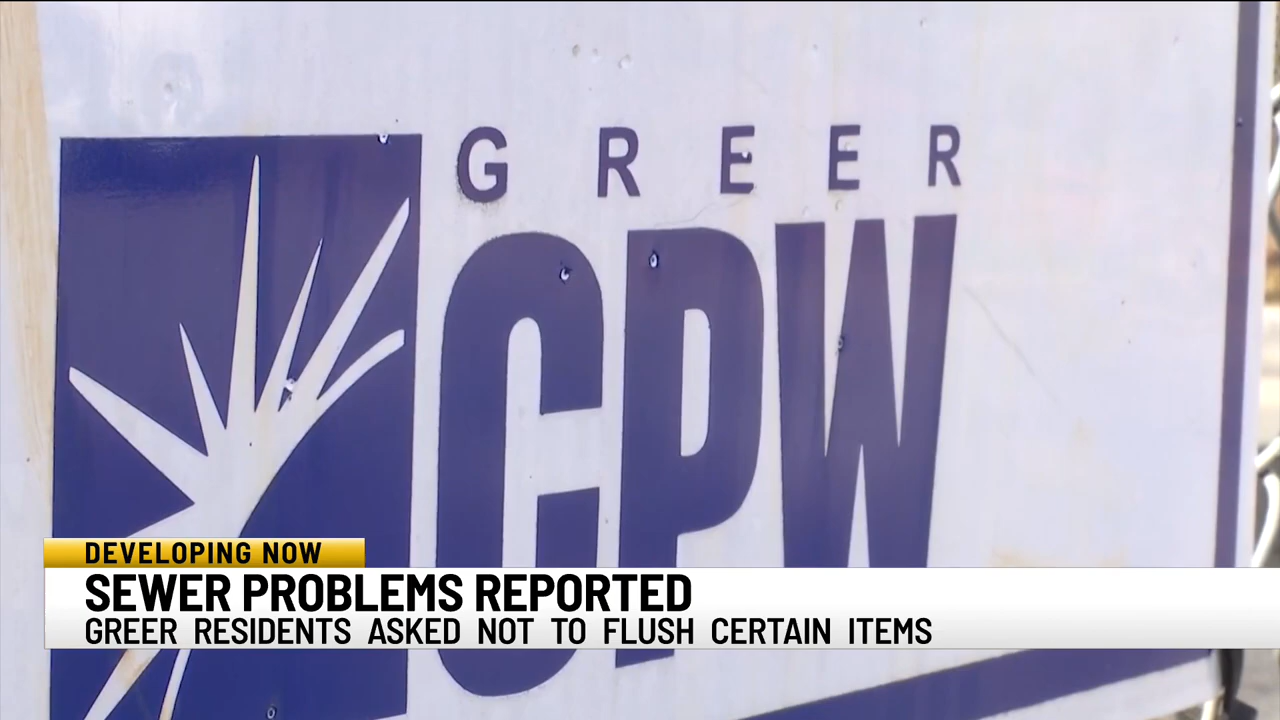 GREER
CPW
DEVELOPING NOW
SEWER PROBLEMS REPORTED
GREER RESIDENTS ASKED NOT TO FLUSH CERTAIN ITEMS